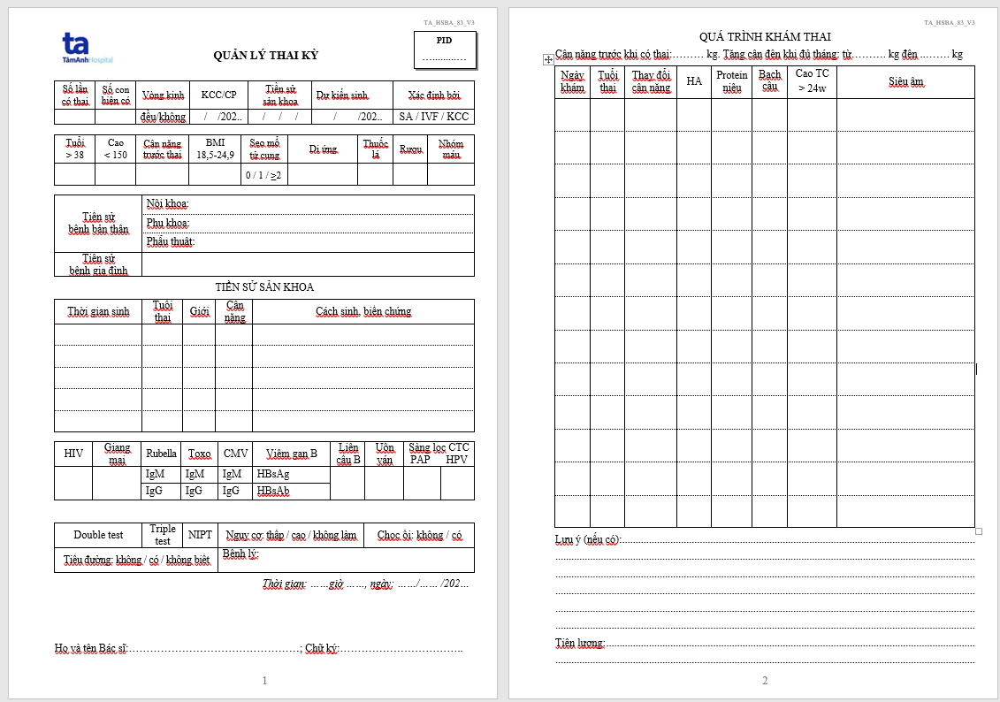 TA_HSBA_83_V3
ta
TâmAnhHospital
QUẢN LÝ THAI KỲ
PID
……………
Số lần có thai
Số con hiện có
Vòng kinh
KCC/CP
Tiền sử sản khoa
Dự kiến sinh
Xác định bởi
đều/không
/ /202..
/ / /
/ /202..
SA / IVF / KCC
Tuổi > 38
Cao < 150
Cân nặng trước thai
BMI 18,5-24,9
Sẹo mổ tử cung
Dị ứng
Thuốc lá
Rượu
Nhóm máu
0 / 1 / ≥2
Tiền sử bệnh bản thân
Nội khoa:
Phụ khoa:
Phẫu thuật:
Tiền sử bệnh gia đình
TIỀN SỬ SẢN KHOA
Thời gian sinh
Tuổi thai
Giới
Cân nặng
Cách sinh, biến chứng
HIV
Giang mai
Rubella
Toxo
CMV
Viêm gan B
Liên cầu B
Uốn ván
Sàng lọc CTC
PAP HPV
IgM IgM IgM HBsAg
IgG IgG IgG HBsAb
Double test
Triple test
NIPT
Nguy cơ: thấp / cao / không làm
Chọc ối: không / có
Tiểu đường: không / có / không biết
Bệnh lý:
Thời gian: ……giờ ……, ngày: ……/…… /202…
Họ và tên Bác sĩ:……………………………………………; Chữ ký:……………………………….
1
TA_HSBA_83_V3
QUÁ TRÌNH KHÁM THAI
Cân nặng trước khi có thai:………. kg. Tăng cân đến khi đủ tháng: từ………. kg đến ………. kg
Ngày khám
Tuổi thai
Thay đổi cân nặng
HA
Protein niệu
Bạch cầu
Cao TC > 24w
Siêu âm
Lưu ý (nếu có):
Tiên lượng:
2